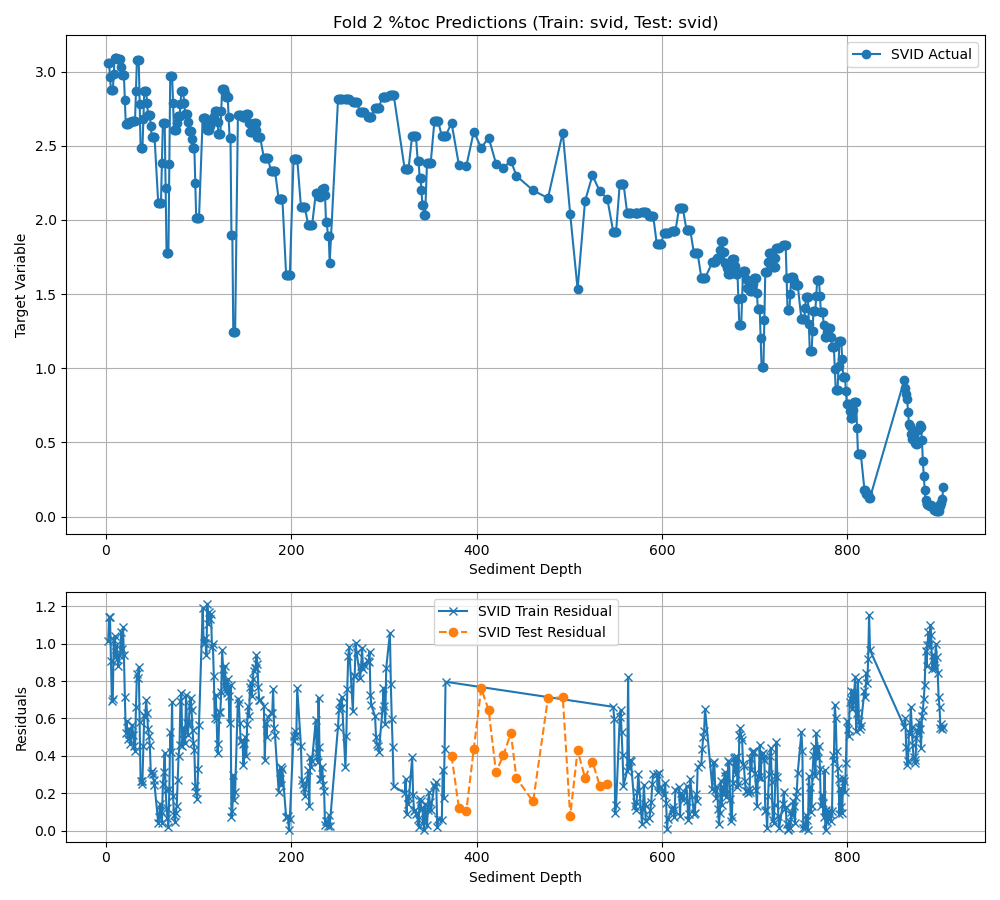 Fold 2 %toc Predictions (Train: svid, Test: svid)
SVID Actual
Target Variable
3.0
2.5
2.0
1.5
1.0
0.5
0.0
0 200 400 600 800
Sediment Depth
SVID Train Residual
SVID Test Residual
Residuals
1.2
1.0
0.8
0.6
0.4
0.2
0.0
0 200 400 600 800
Sediment Depth